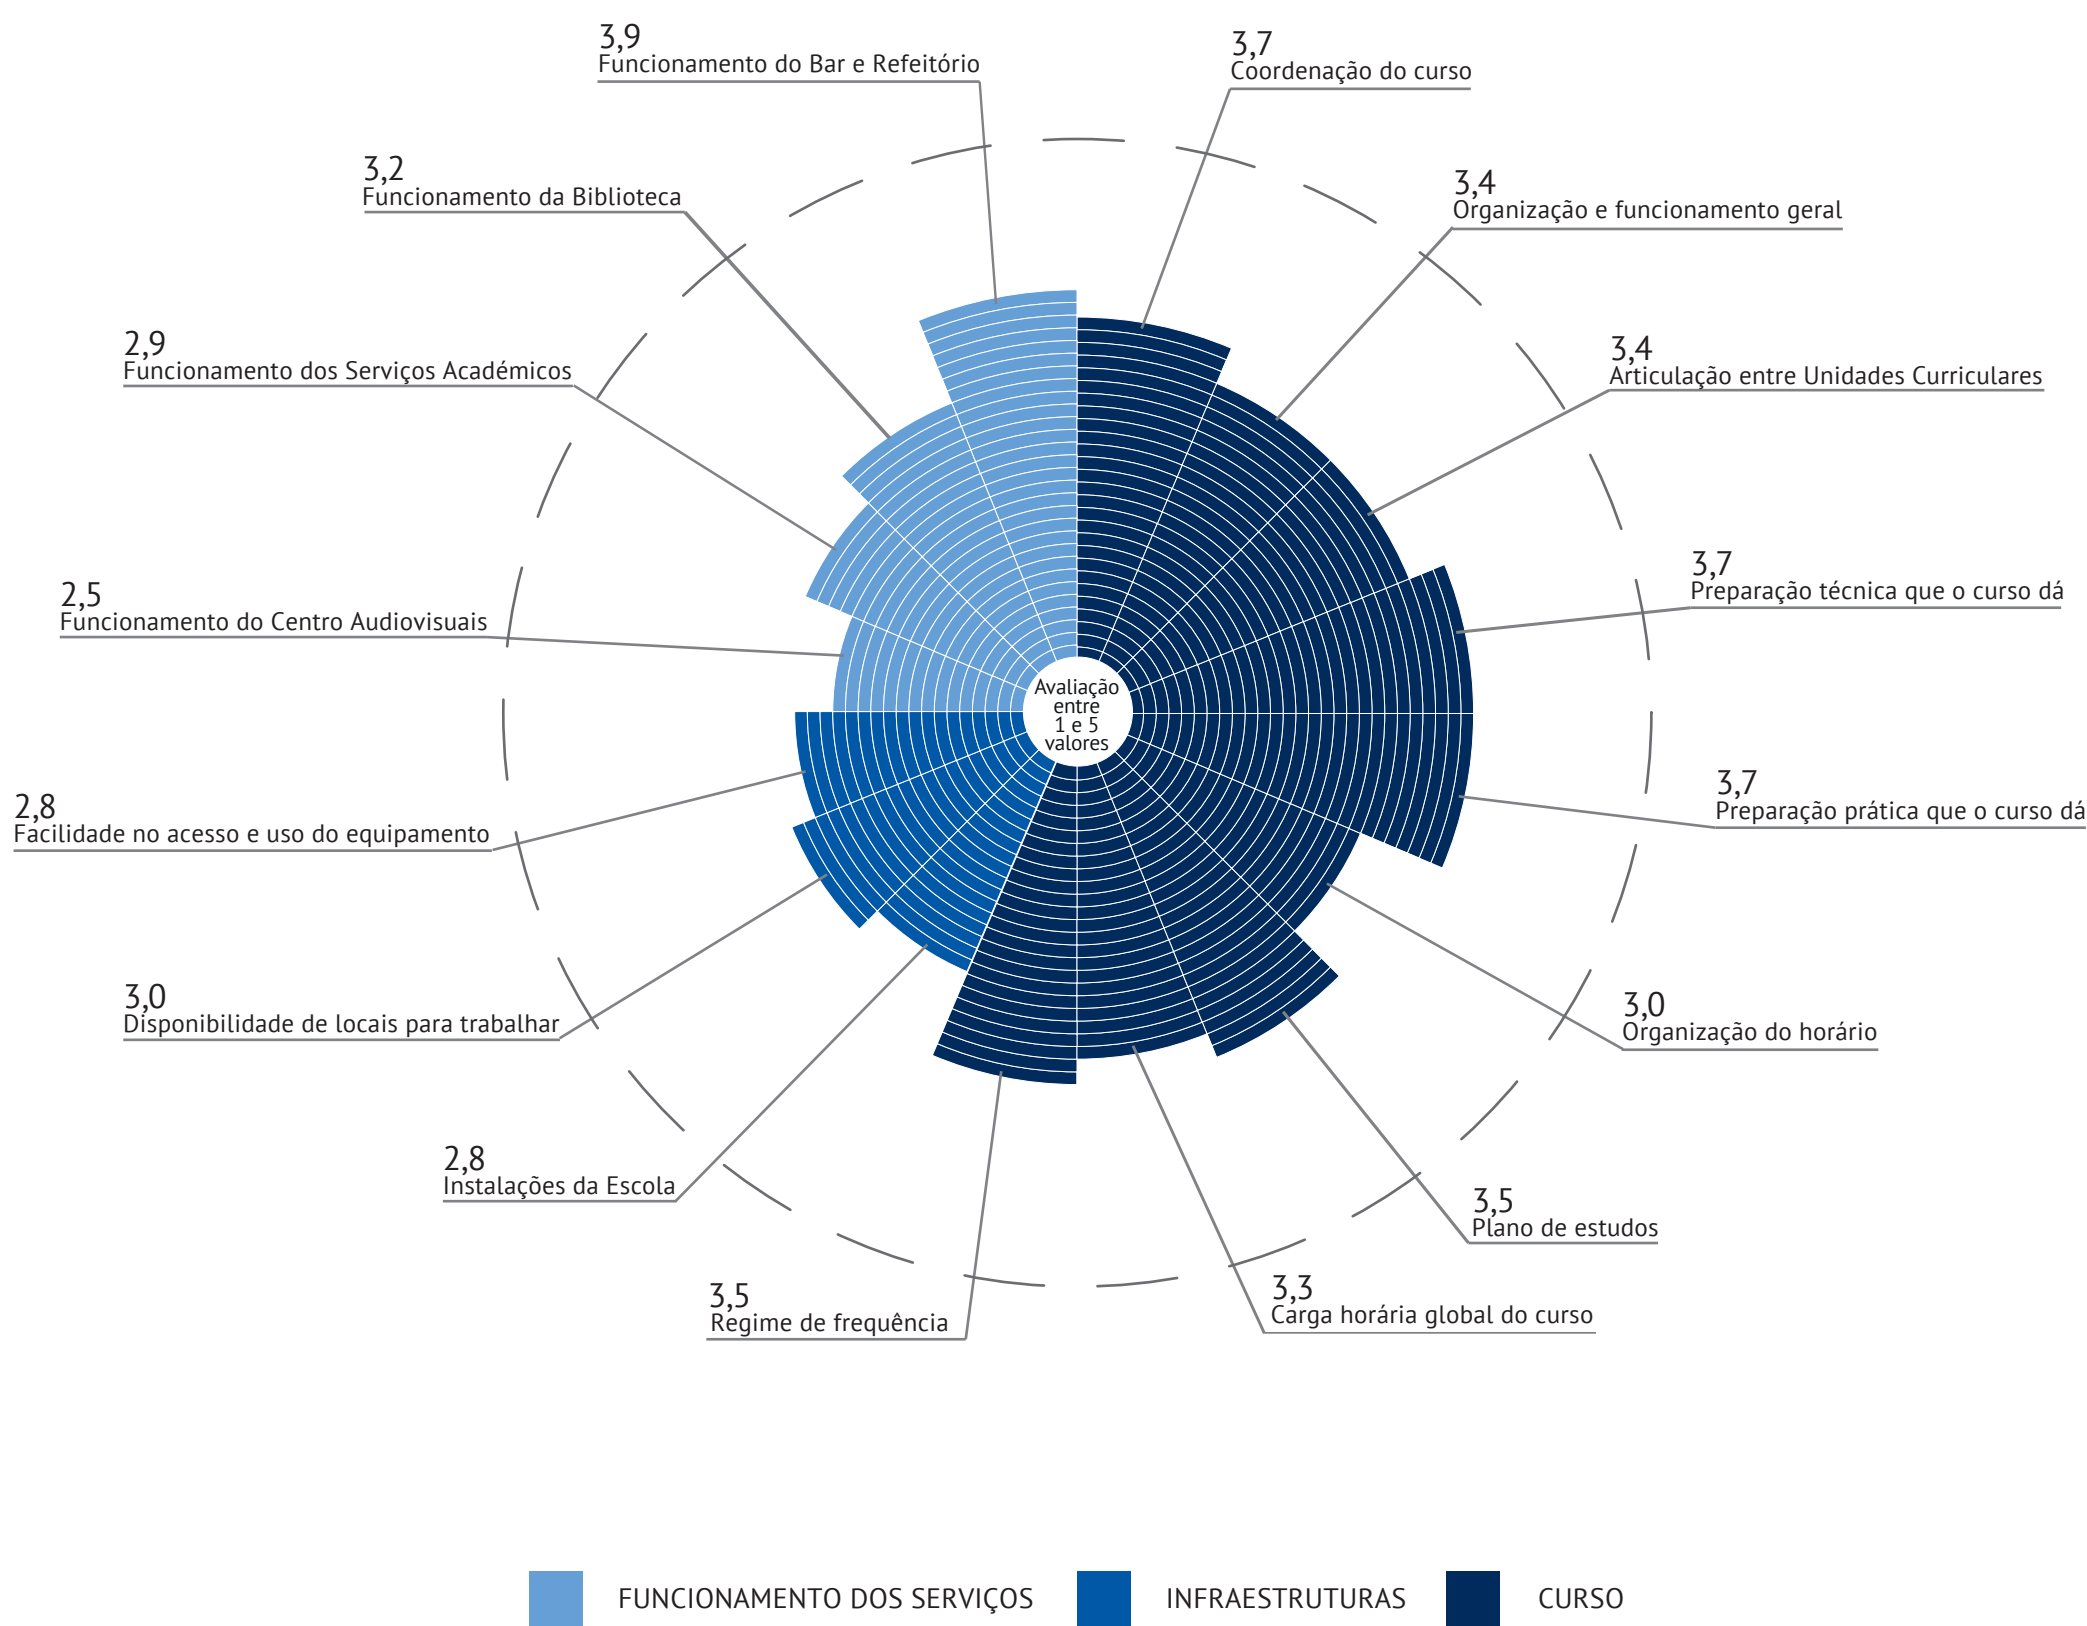 3,9
Funcionamento do Bar e Refeitório
3,7
Coordenação do curso
3,2
Funcionamento da Biblioteca
3,4
Organização e funcionamento geral
2,9
Funcionamento dos Serviços Académicos
3,4
Articulação entre Unidades Curriculares
3,7
Preparação técnica que o curso dá
2,5
Funcionamento do Centro Audiovisuais
Avaliação
entre
1 e 5
valores
3,7
Preparação prática que o curso dá
2,8
Facilidade no acesso e uso do equipamento
3,0
Disponibilidade de locais para trabalhar
3,0
Organização do horário
2,8
Instalações da Escola
3,5
Plano de estudos
3,5
Regime de frequência
3,3
Carga horária global do curso
FUNCIONAMENTO DOS SERVIÇOS
INFRAESTRUTURAS
CURSO